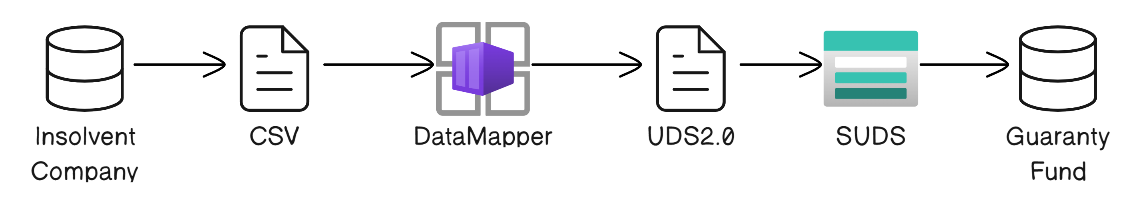 Insolvent
Company
CSV
DataMapper
UDS2.0
SUDS
Guaranty
Fund